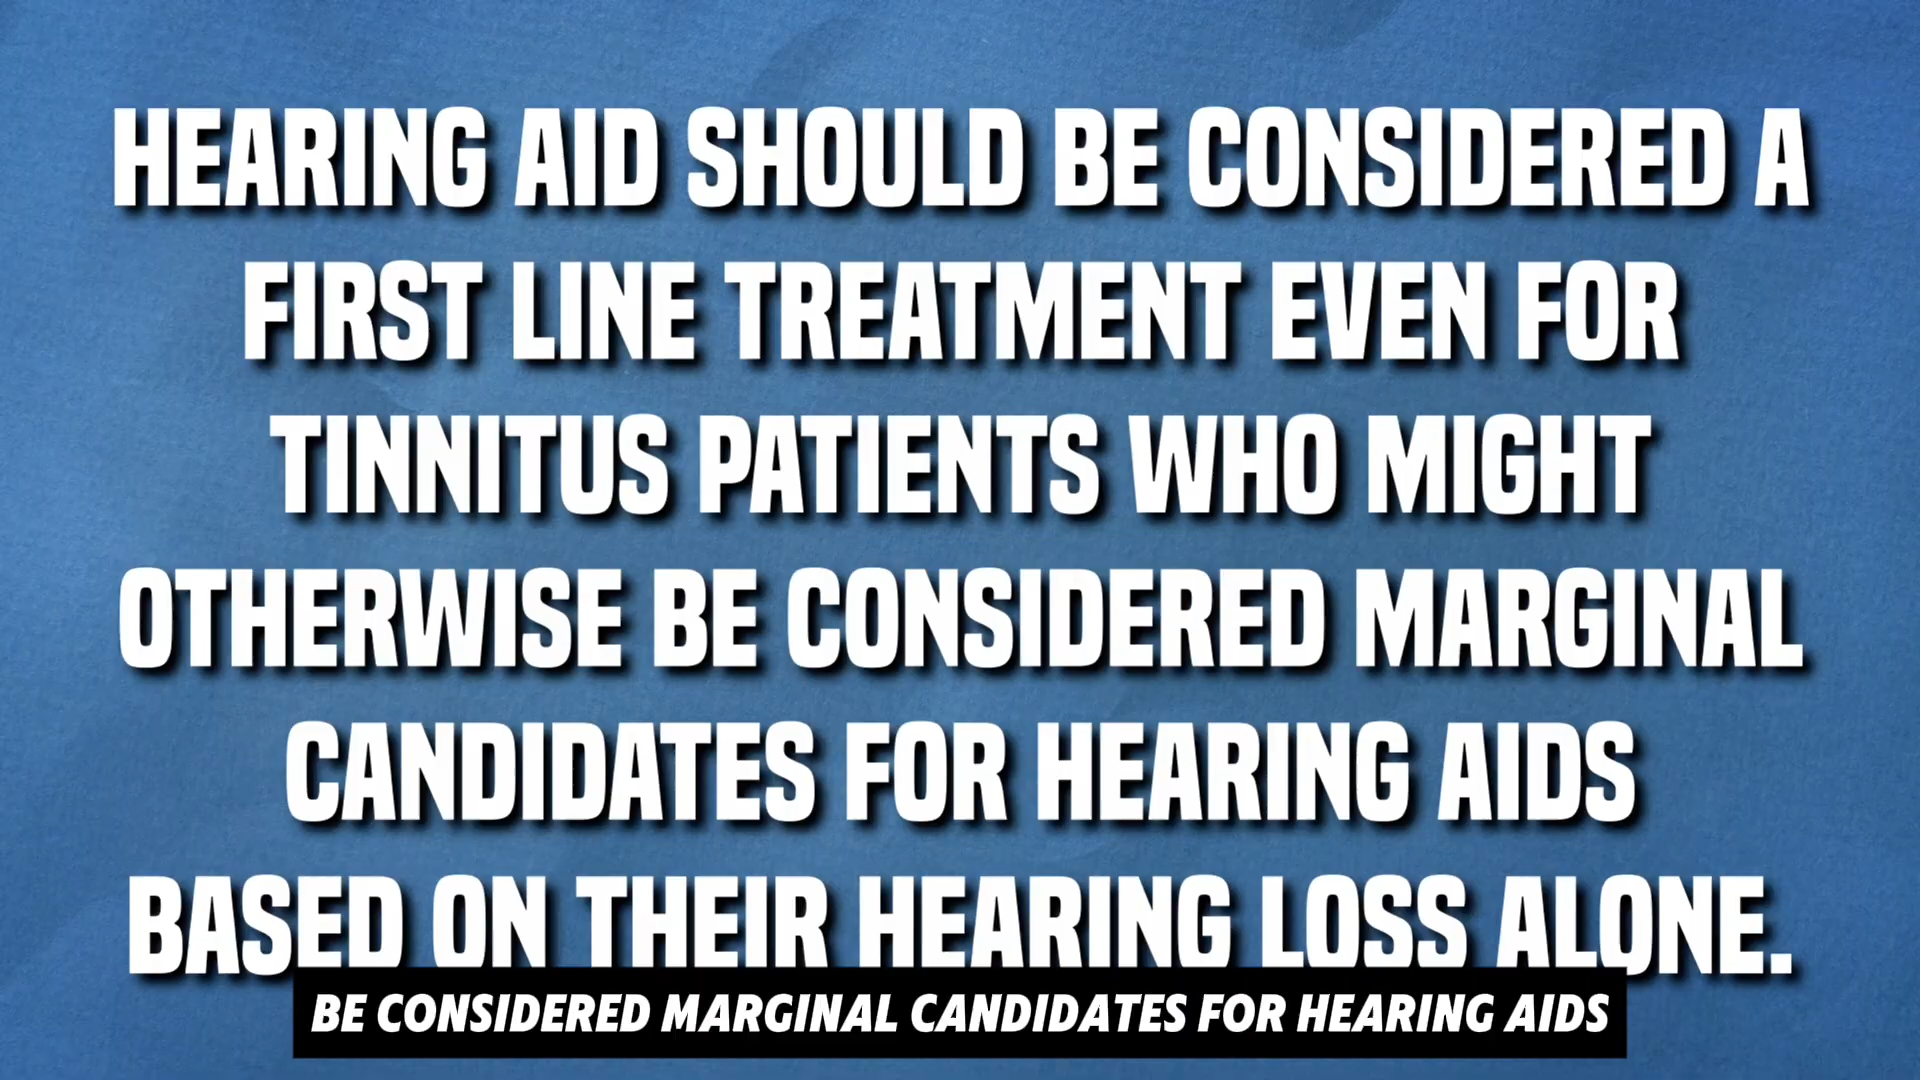 HEARING AID SHOULD BE CONSIDERED A
FIRST LINE TREATMENT EVEN FOR
TINNITUS PATIENTS WHO MIGHT
OTHERWISE BE CONSIDERED MARGINAL
CANDIDATES FOR HEARING AIDS
BASED ON THEIR HEARING LOSS ALONE.
BE CONSIDERED MARGINAL CANDIDATES FOR HEARING AIDS